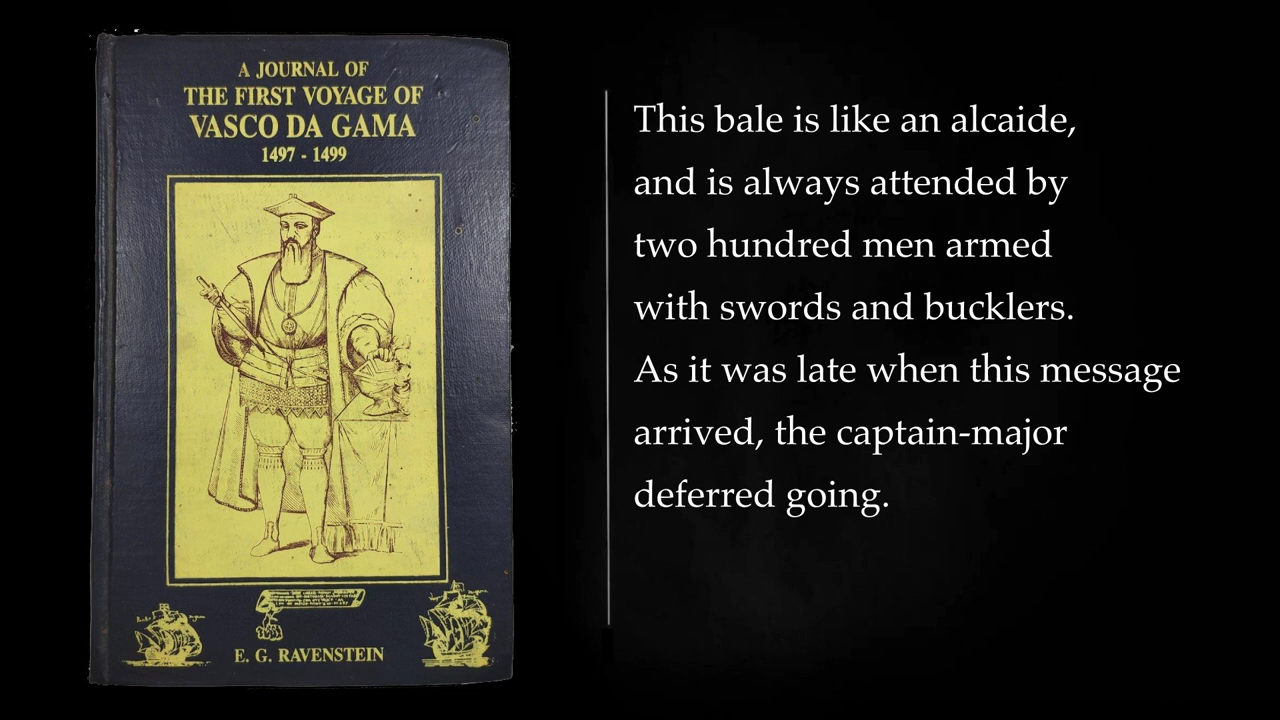 A JOURNAL OF
THE FIRST VOYAGE OF
VASCO DA GAMA
1497 - 1499
E. G. RAVENSTEIN
This bale is like an alcaide,
and is always attended by
two hundred men armed
with swords and bucklers.
As it was late when this message
arrived, the captain-major
deferred going.